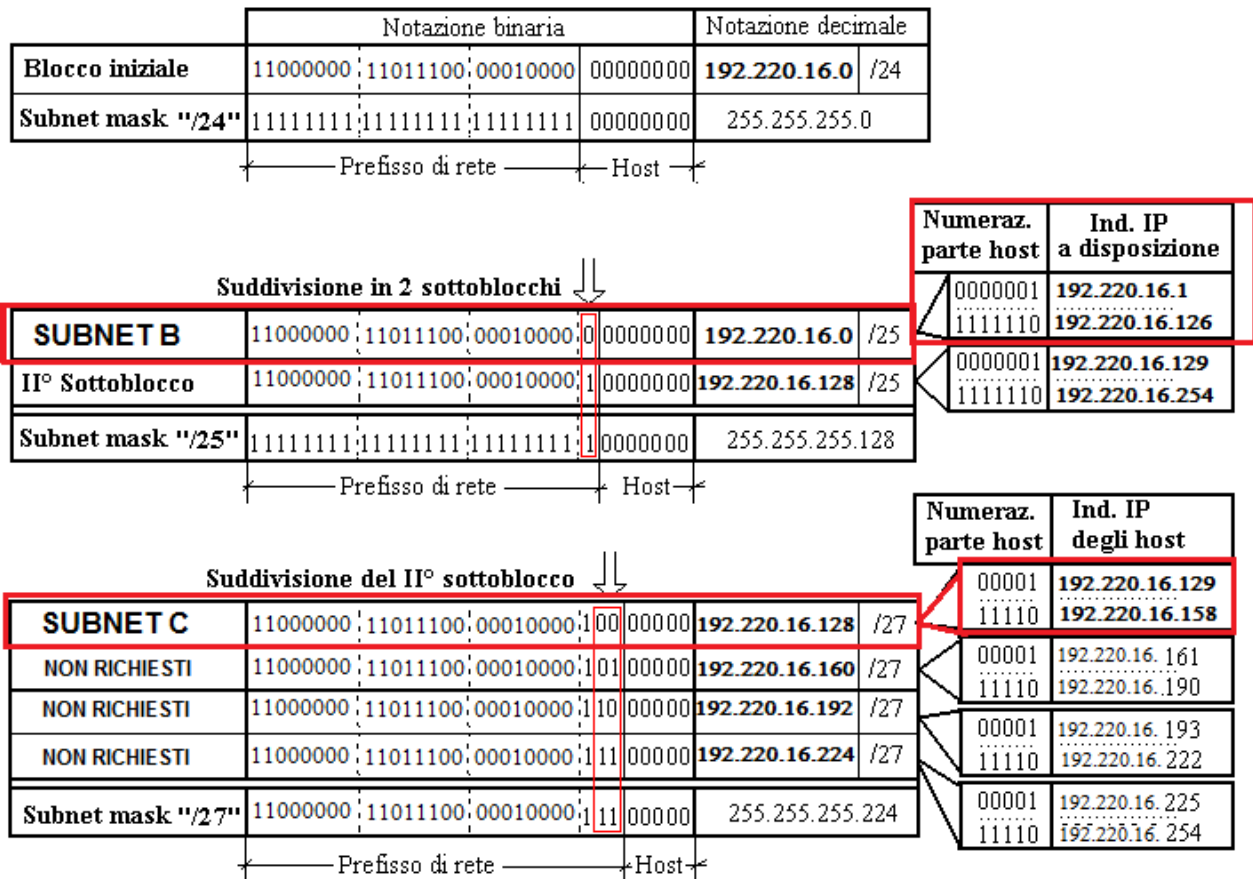 Notazione binaria Notazione decimale
Blocco iniziale 11000000 11011100 00010000 00000000 192.220.16.0 /24
Subnet mask "/24" 11111111 11111111 11111111 00000000 255.255.255.0
Prefisso di rete Host
Numeraz. parte host Ind. IP a disposizione
Suddivisione in 2 sottoblocchi
SUBNET B 11000000 11011100 00010000 0 0000000 192.220.16.0 /25
0000001 192.220.16.1
1111110 192.220.16.126
II° Sottoblocco 11000000 11011100 00010000 1 0000000 192.220.16.128 /25
0000001 192.220.16.129
1111110 192.220.16.254
Subnet mask "/25" 11111111 11111111 11111111 1 0000000 255.255.255.128
Prefisso di rete Host
Numeraz. parte host Ind. IP degli host
Suddivisione del II° sottoblocco
SUBNET C 11000000 11011100 00010000 1 00 00000 192.220.16.128 /27
00001 192.220.16.129
11110 192.220.16.158
NON RICHIESTI 11000000 11011100 00010000 1 01 00000 192.220.16.160 /27
00001 192.220.16. 161
11110 192.220.16..190
NON RICHIESTI 11000000 11011100 00010000 1 10 00000 192.220.16.192 /27
00001 192.220.16. 193
11110 192.220.16. 222
NON RICHIESTI 11000000 11011100 00010000 1 11 00000 192.220.16.224 /27
00001 192.220.16. 225
11110 192.220.16. 254
Subnet mask "/27" 11000000 11011100 00010000 1 11 00000 255.255.255.224
Prefisso di rete Host